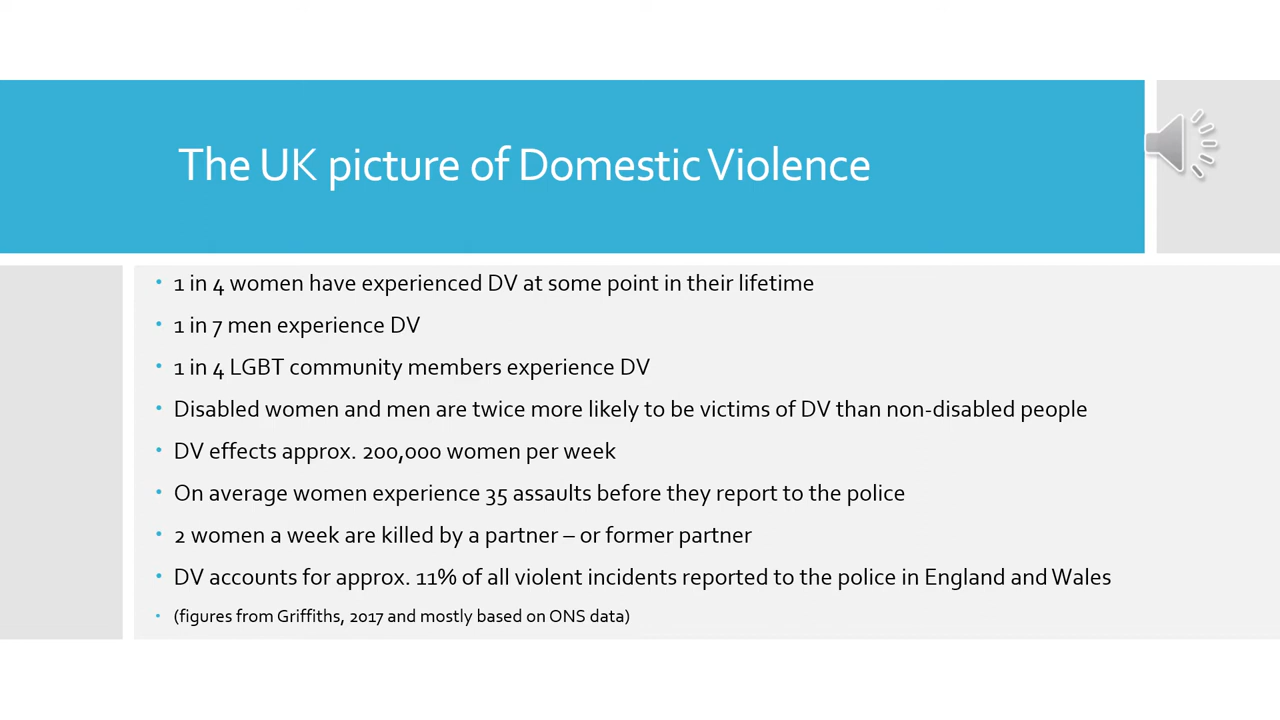 The UK picture of Domestic Violence
• 1 in 4 women have experienced DV at some point in their lifetime
• 1 in 7 men experience DV
• 1 in 4 LGBT community members experience DV
• Disabled women and men are twice more likely to be victims of DV than non-disabled people
• DV effects approx. 200,000 women per week
• On average women experience 35 assaults before they report to the police
• 2 women a week are killed by a partner – or former partner
• DV accounts for approx. 11% of all violent incidents reported to the police in England and Wales
• (figures from Griffiths, 2017 and mostly based on ONS data)